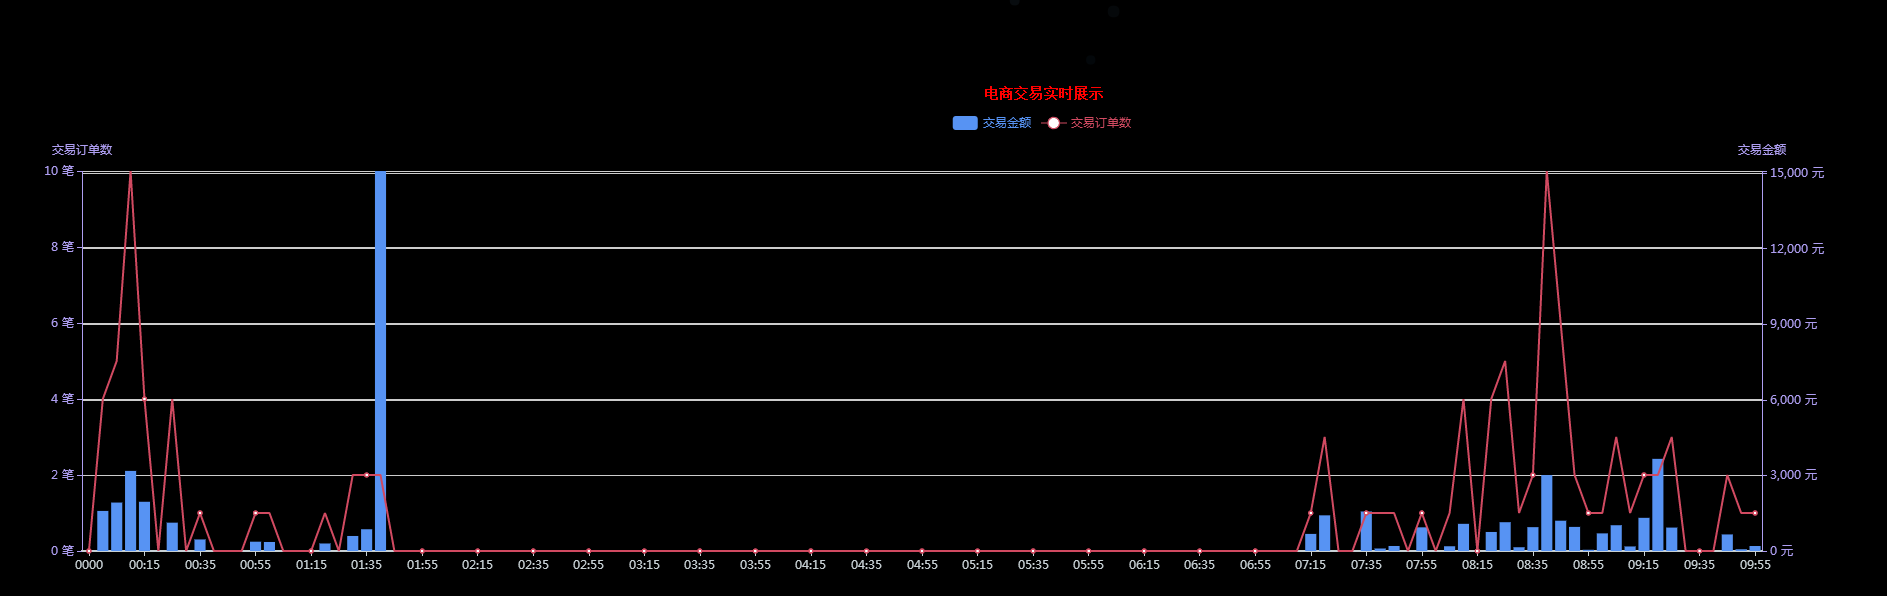 电商交易实时展示
交易金额 交易订单数
交易订单数 交易金额
10 笔 15,000 元
8 笔 12,000 元
6 笔 9,000 元
4 笔 6,000 元
2 笔 3,000 元
0 笔 0 元
0000 00:15 00:35 00:55 01:15 01:35 01:55 02:15 02:35 02:55 03:15 03:35 03:55 04:15 04:35 04:55 05:15 05:35 05:55 06:15 06:35 06:55 07:15 07:35 07:55 08:15 08:35 08:55 09:15 09:35 09:55